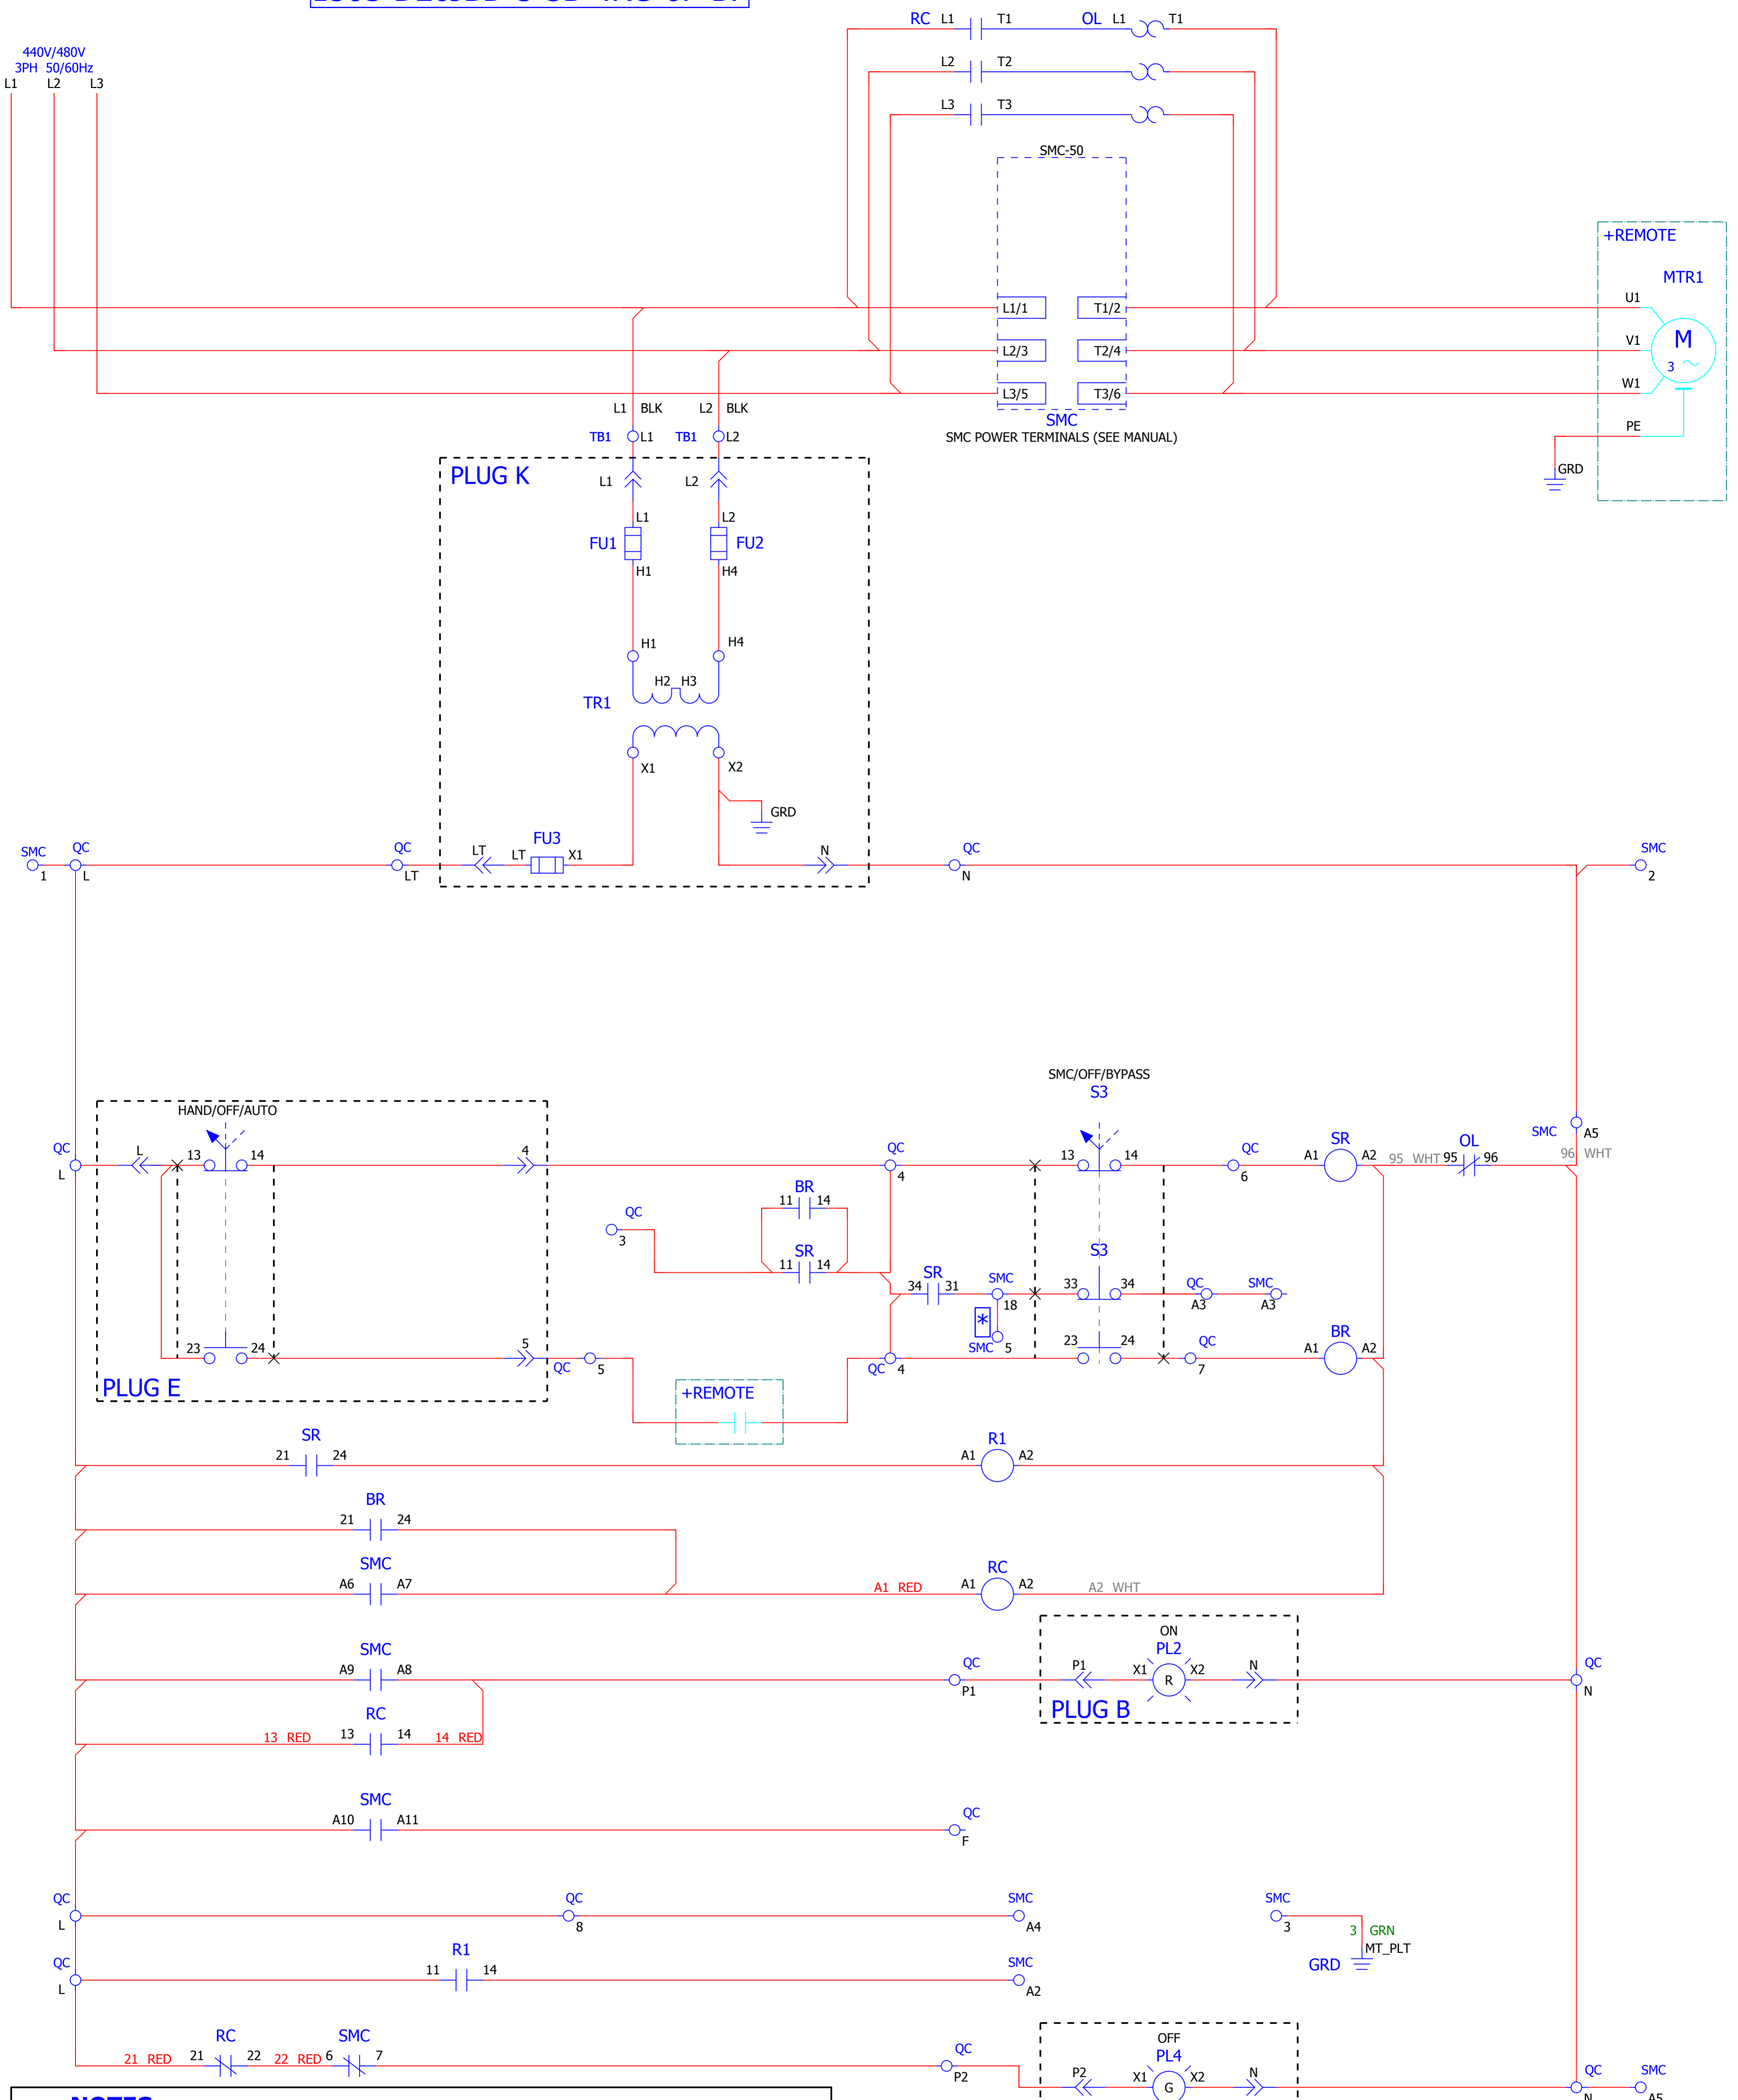 440V/480V
3PH 50/60Hz
L1 L2 L3
RC L1 T1 OL L1 T1
L2 T2
L3 T3
SMC-50
+REMOTE
MTR1
L1/1 T1/2 U1
L2/3 T2/4 V1
M
3
L3/5 T3/6 W1
SMC
SMC POWER TERMINALS (SEE MANUAL)
PE
GRD
L1 BLK L2 BLK
TB1 L1 TB1 L2
PLUG K
L1 L2
L1 L2
FU1 FU2
H1 H4
H1 H4
H2 H3
TR1
X1 X2
GRD
SMC QC QC LT LT FU3 X1 N QC SMC
1 L LT N 2
SMC/OFF/BYPASS
S3
HAND/OFF/AUTO
QC L 13 14 4 QC 13 14 QC SR OL SMC A5
L 4 6 A1 A2 95 WHT 95 96 96 WHT
BR
11 14
QC
3
SR
11 14
S3
SR SMC
34 31 18 33 34 QC SMC
A3 A3
*
SMC 5
23 24 5 QC 5 QC 4 23 24 QC 7 BR A1 A2
PLUG E
+REMOTE
SR
21 24
R1
A1 A2
BR
21 24
SMC
A6 A7
A1 RED RC A1 A2 A2 WHT
SMC
A9 A8
QC
P1
ON
PL2
P1 X1 R X2 N
PLUG B
QC
N
RC
13 RED 13 14 14 RED
SMC
A10 A11
QC
F
QC QC SMC SMC
L 8 A4 3
3 GRN
MT_PLT
GRD
QC R1 SMC
L 11 14 A2
RC SMC
21 RED 21 22 22 RED 6 7
QC
P2
OFF
PL4
P2 X1 G X2 N
QC SMC
N A5
NOTES